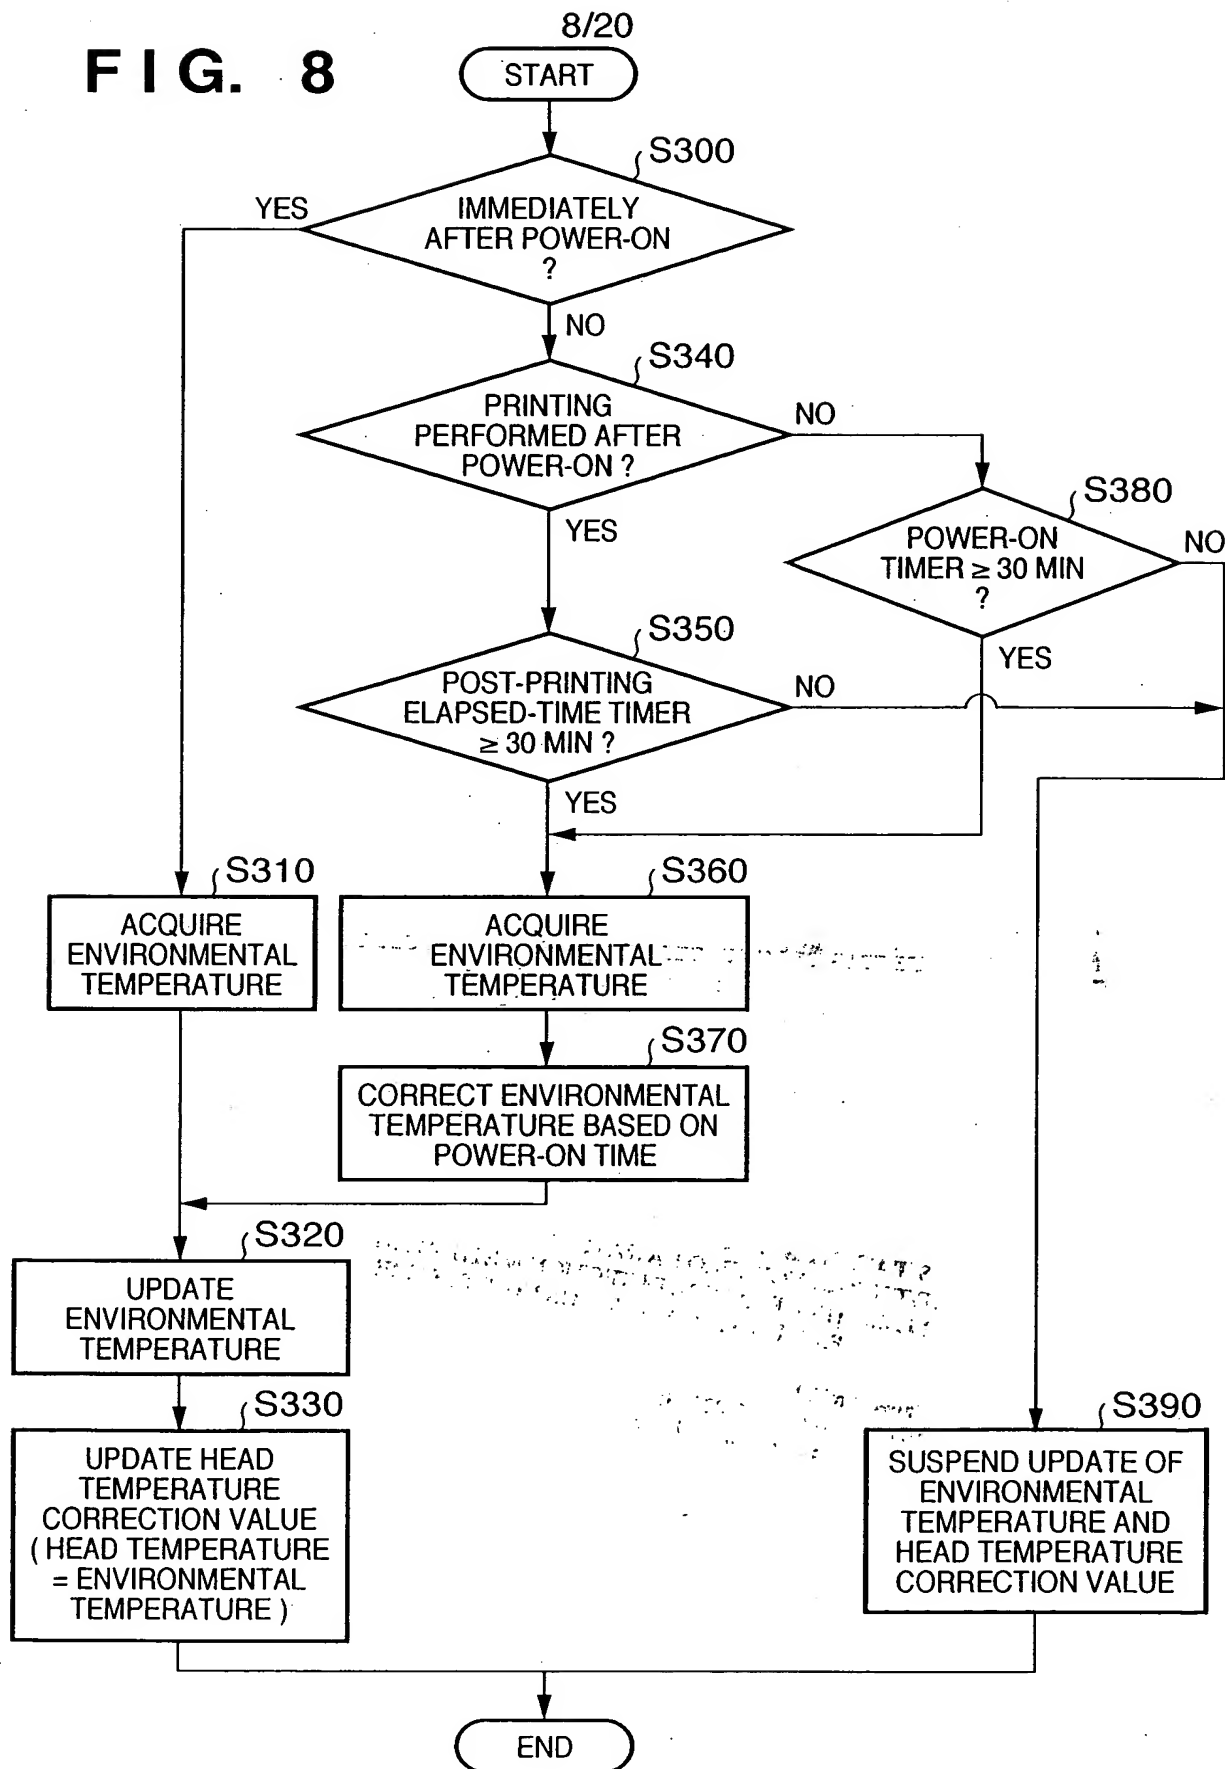 8/20
FIG. 8
START
S300
IMMEDIATELY
AFTER POWER-ON
?
YES
NO
S340
PRINTING
PERFORMED AFTER
POWER-ON ?
NO
YES
S380
POWER-ON
TIMER ≥ 30 MIN
?
NO
YES
S350
POST-PRINTING
ELAPSED-TIME TIMER
≥ 30 MIN ?
NO
YES
S310
ACQUIRE
ENVIRONMENTAL
TEMPERATURE
S360
ACQUIRE
ENVIRONMENTAL
TEMPERATURE
S370
CORRECT ENVIRONMENTAL
TEMPERATURE BASED ON
POWER-ON TIME
S320
UPDATE
ENVIRONMENTAL
TEMPERATURE
S330
UPDATE HEAD
TEMPERATURE
CORRECTION VALUE
( HEAD TEMPERATURE
= ENVIRONMENTAL
TEMPERATURE )
S390
SUSPEND UPDATE OF
ENVIRONMENTAL
TEMPERATURE AND
HEAD TEMPERATURE
CORRECTION VALUE
END